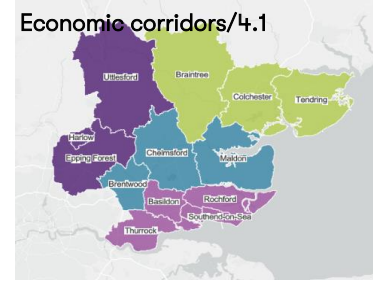 Economic corridors/4.1
Uttlesford
Braintree
Colchester
Tendring
Harlow
Epping Forest
Chelmsford
Maldon
Brentwood
Basildon
Rochford
Southend-on-Sea
Thurrock